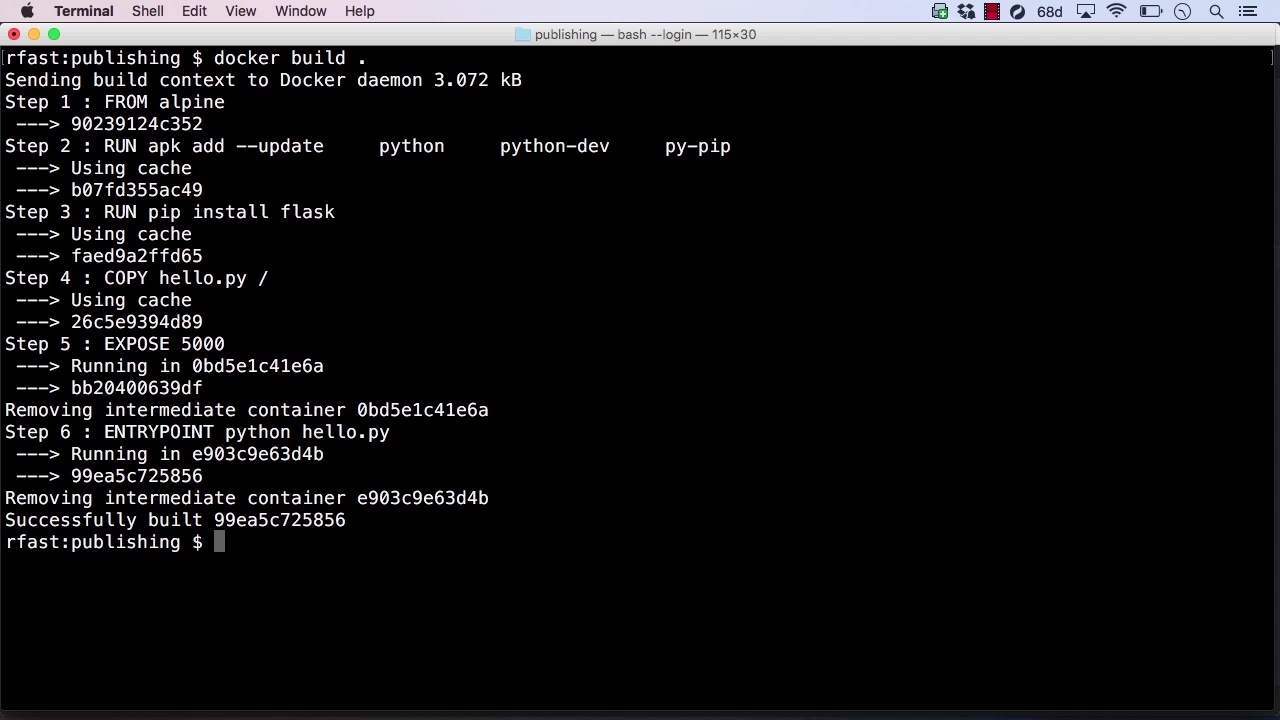 Terminal Shell Edit View Window Help 68d
publishing — bash --login — 115×30
rfast:publishing $ docker build .
Sending build context to Docker daemon 3.072 kB
Step 1 : FROM alpine
---> 90239124c352
Step 2 : RUN apk add --update     python     python-dev     py-pip
---> Using cache
---> b07fd355ac49
Step 3 : RUN pip install flask
---> Using cache
---> faed9a2ffd65
Step 4 : COPY hello.py /
---> Using cache
---> 26c5e9394d89
Step 5 : EXPOSE 5000
---> Running in 0bd5e1c41e6a
---> bb20400639df
Removing intermediate container 0bd5e1c41e6a
Step 6 : ENTRYPOINT python hello.py
---> Running in e903c9e63d4b
---> 99ea5c725856
Removing intermediate container e903c9e63d4b
Successfully built 99ea5c725856
rfast:publishing $